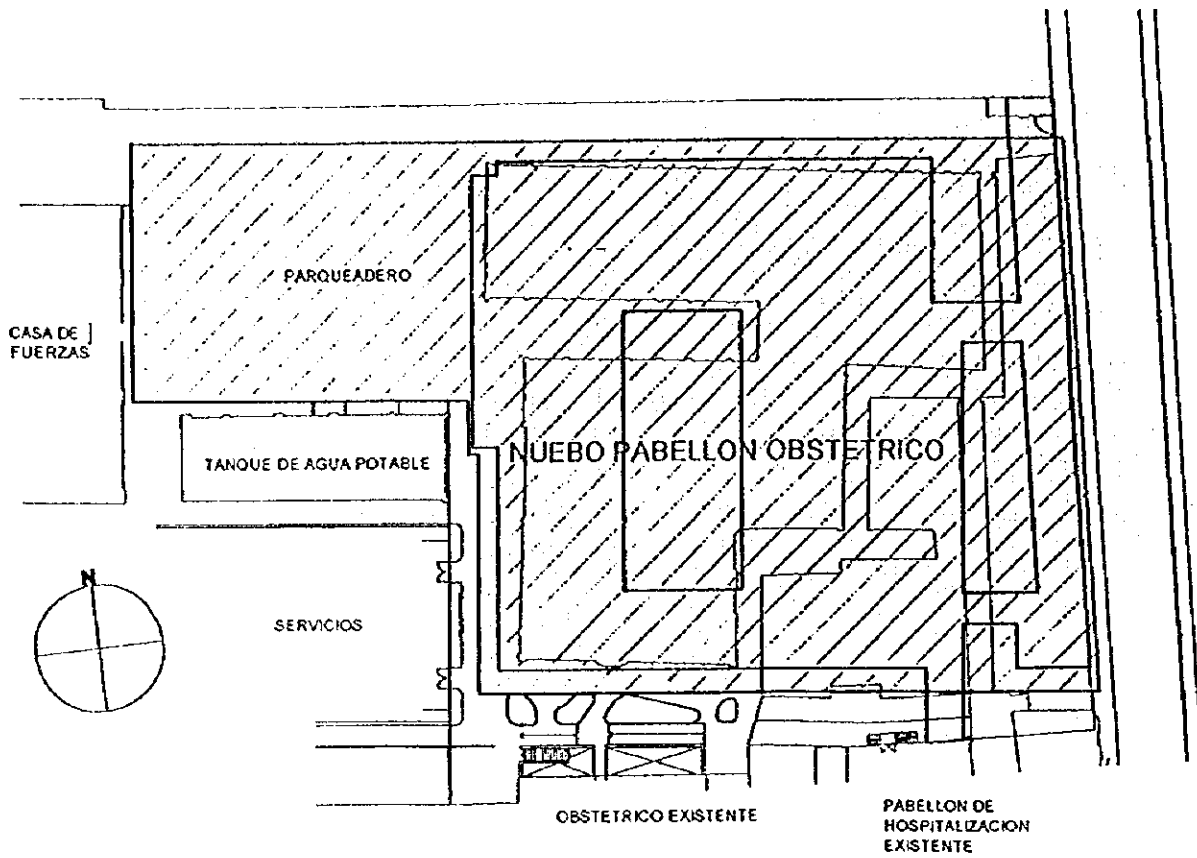 PARQUEADERO
CASA DE
FUERZAS
NUEBO PABELLON OBSTETRICO
TANQUE DE AGUA POTABLE
N
SERVICIOS
OBSTETRICO EXISTENTE
PABELLON DE
HOSPITALIZACION
EXISTENTE